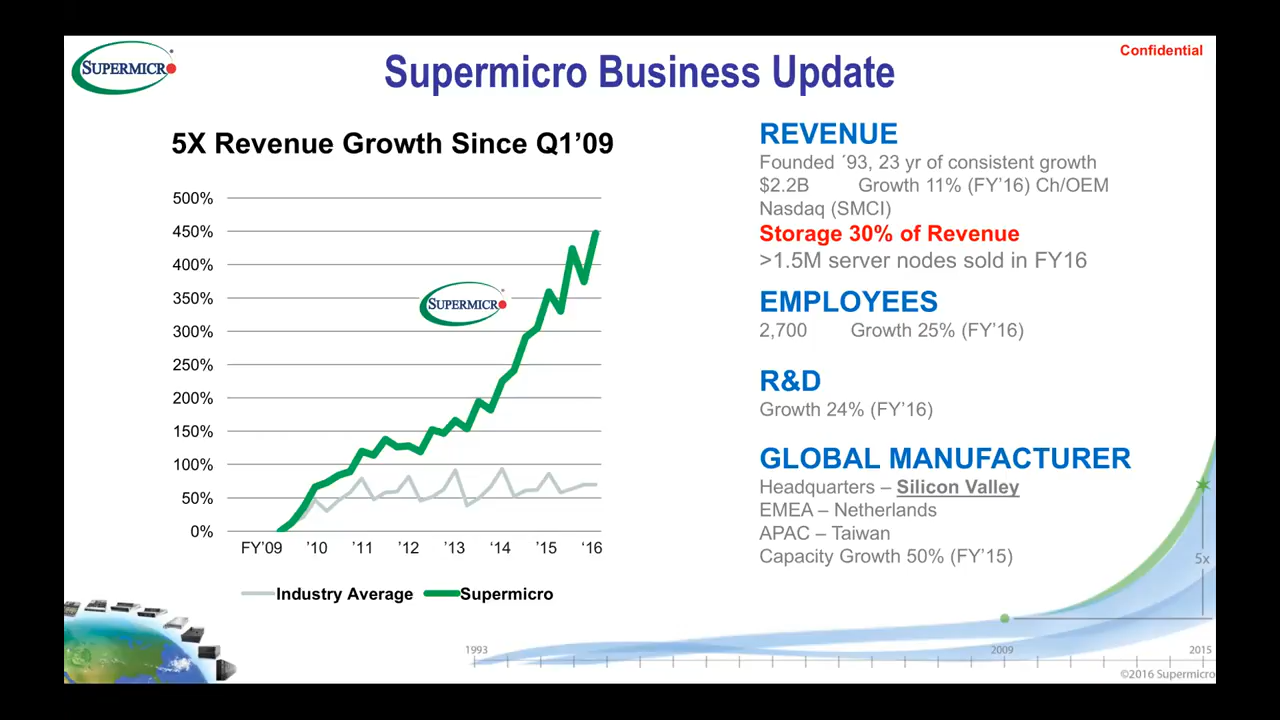 SUPERMICRO
Supermicro Business Update
Confidential
5X Revenue Growth Since Q1’09
500%
450%
400%
350%
300%
250%
200%
150%
100%
50%
0%
SUPERMICRO
FY’09 ’10 ’11 ’12 ’13 ‘14 ’15 ‘16
Industry Average Supermicro
REVENUE
Founded ´93, 23 yr of consistent growth
$2.2B Growth 11% (FY’16) Ch/OEM
Nasdaq (SMCI)
Storage 30% of Revenue
>1.5M server nodes sold in FY16
EMPLOYEES
2,700 Growth 25% (FY’16)
R&D
Growth 24% (FY’16)
GLOBAL MANUFACTURER
Headquarters – Silicon Valley
EMEA – Netherlands
APAC – Taiwan
Capacity Growth 50% (FY’15)
5x
1993 2009 2015
©2016 Supermicro